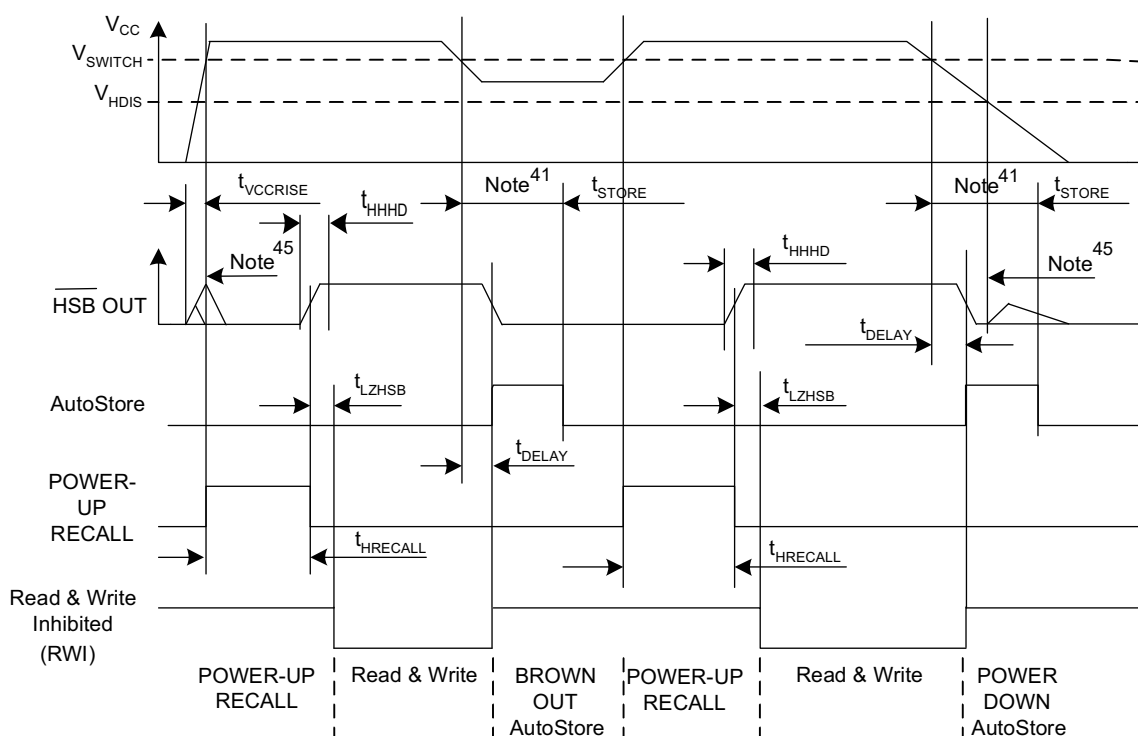 VCC
VSWITCH
VHDIS
tVCCRISE
tHHHD
Note41
tSTORE
Note41
tSTORE
Note45
tHHHD
Note45
HSB OUT
tDELAY
tLZHSB
tLZHSB
AutoStore
tDELAY
POWER-
UP
RECALL
tHRECALL
tHRECALL
Read & Write
Inhibited
(RWI)
POWER-UP
RECALL
Read & Write
BROWN
OUT
AutoStore
POWER-UP
RECALL
Read & Write
POWER
DOWN
AutoStore